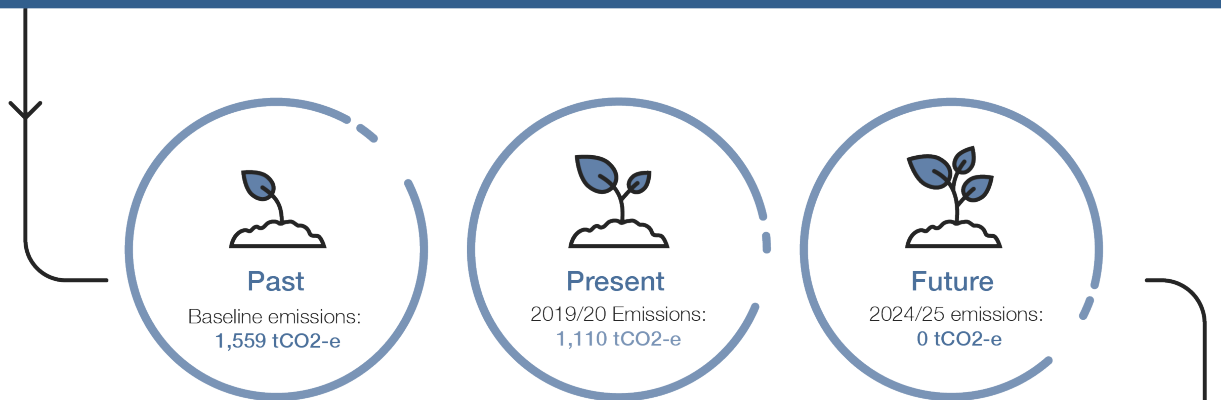 Past
Baseline emissions:
1,559 tCO2-e
Present
2019/20 Emissions:
1,110 tCO2-e
Future
2024/25 emissions:
0 tCO2-e